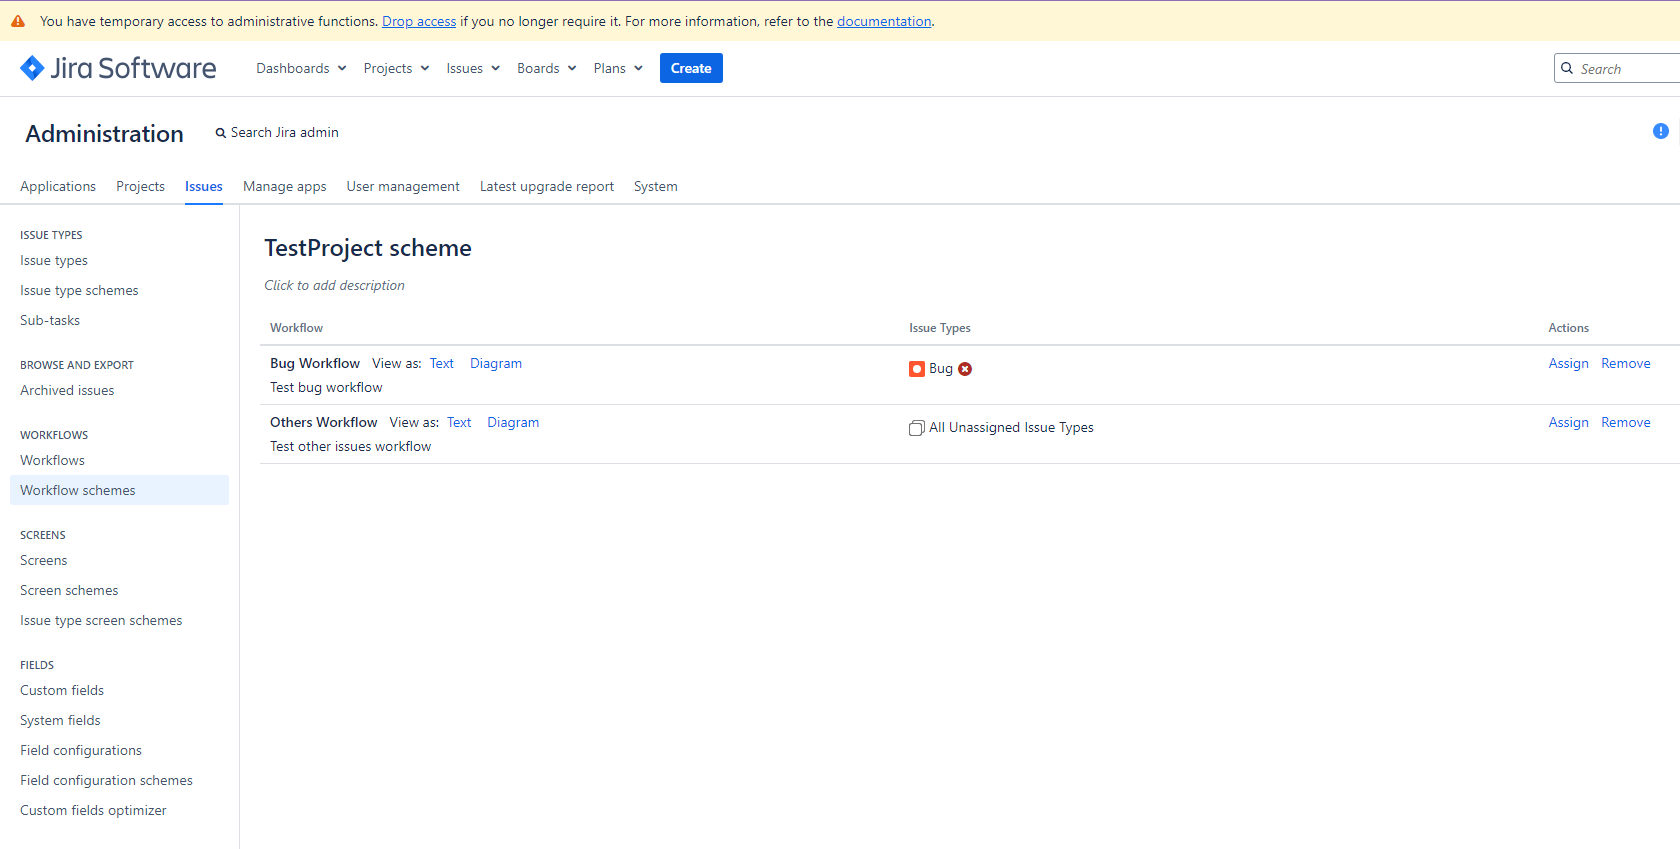 You have temporary access to administrative functions. Drop access if you no longer require it. For more information, refer to the documentation.
Jira Software Dashboards Projects Issues Boards Plans Create Search
Administration Search Jira admin
Applications Projects Issues Manage apps User management Latest upgrade report System
ISSUE TYPES
Issue types
Issue type schemes
Sub-tasks
BROWSE AND EXPORT
Archived issues
WORKFLOWS
Workflows
Workflow schemes
SCREENS
Screens
Screen schemes
Issue type screen schemes
FIELDS
Custom fields
System fields
Field configurations
Field configuration schemes
Custom fields optimizer
TestProject scheme
Click to add description
Workflow Issue Types Actions
Bug Workflow View as: Text Diagram Bug Assign Remove
Test bug workflow
Others Workflow View as: Text Diagram All Unassigned Issue Types Assign Remove
Test other issues workflow